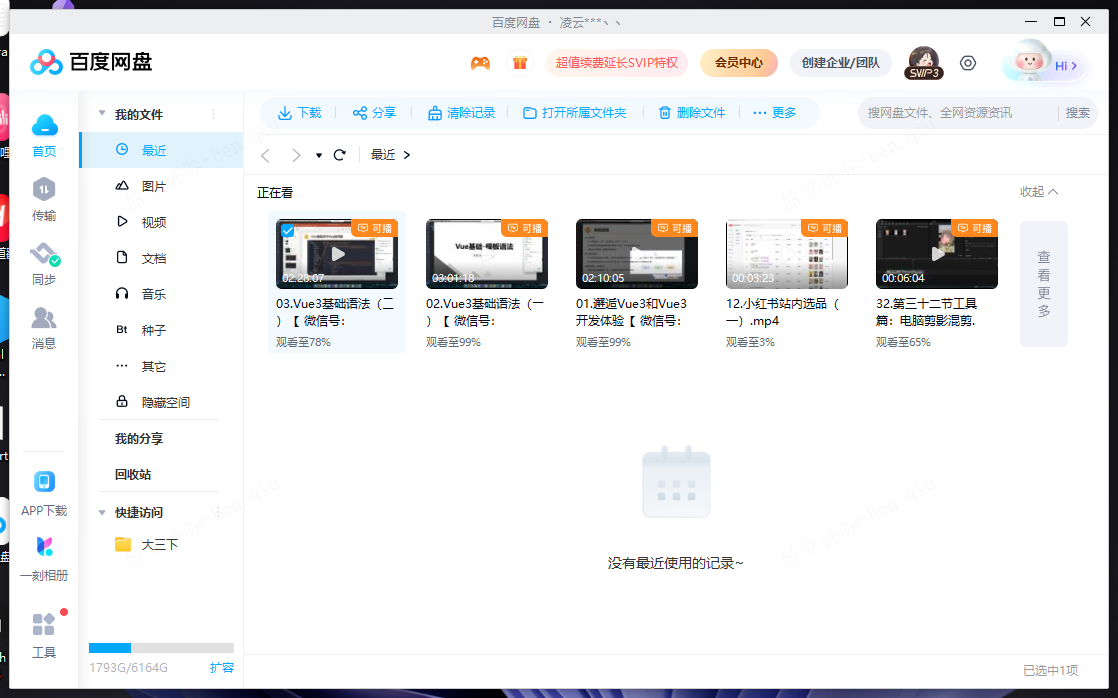 百度网盘 · 凌云***、、
百度网盘
超值续费延长SVIP特权
会员中心
创建企业/团队
SVIP3
Hi >
首页
传输
同步
消息
APP下载
一刻相册
工具
我的文件
最近
图片
视频
文档
音乐
Bt 种子
其它
隐藏空间
我的分享
回收站
快捷访问
大三下
1793G/6164G 扩容
下载 分享 清除记录 打开所属文件夹 删除文件 ··· 更多
搜网盘文件、全网资源资讯 搜索
最近 >
正在看 收起
可播
02:28:07
03.Vue3基础语法（二
）【 微信号：
观看至78%
可播
Vue基础-模板语法
03:01:18
02.Vue3基础语法（一
）【 微信号：
观看至99%
可播
02:10:05
01.邂逅Vue3和Vue3
开发体验【 微信号：
观看至99%
可播
00:03:23
12.小红书站内选品（
一）.mp4
观看至3%
可播
00:06:04
32.第三十二节工具
篇：电脑剪影混剪.
观看至65%
查看更多
没有最近使用的记录~
已选中1项